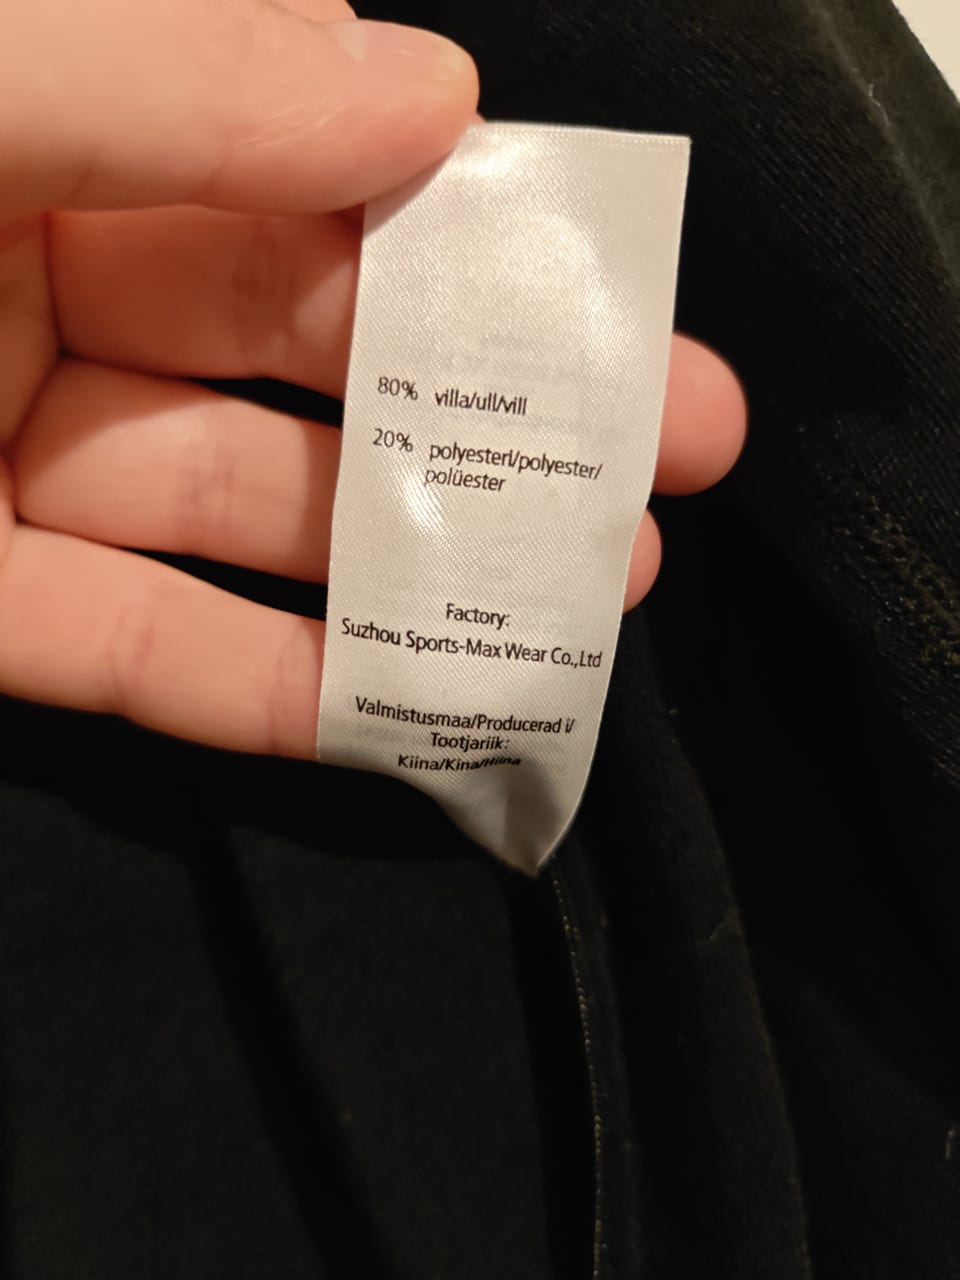 80% villa/ull/vill
20% polyesteri/polyester/
polüester
Factory:
Suzhou Sports-Max Wear Co.,Ltd
Valmistusmaa/Producerad i/
Tootjariik:
Kiina/Kina/Hiina